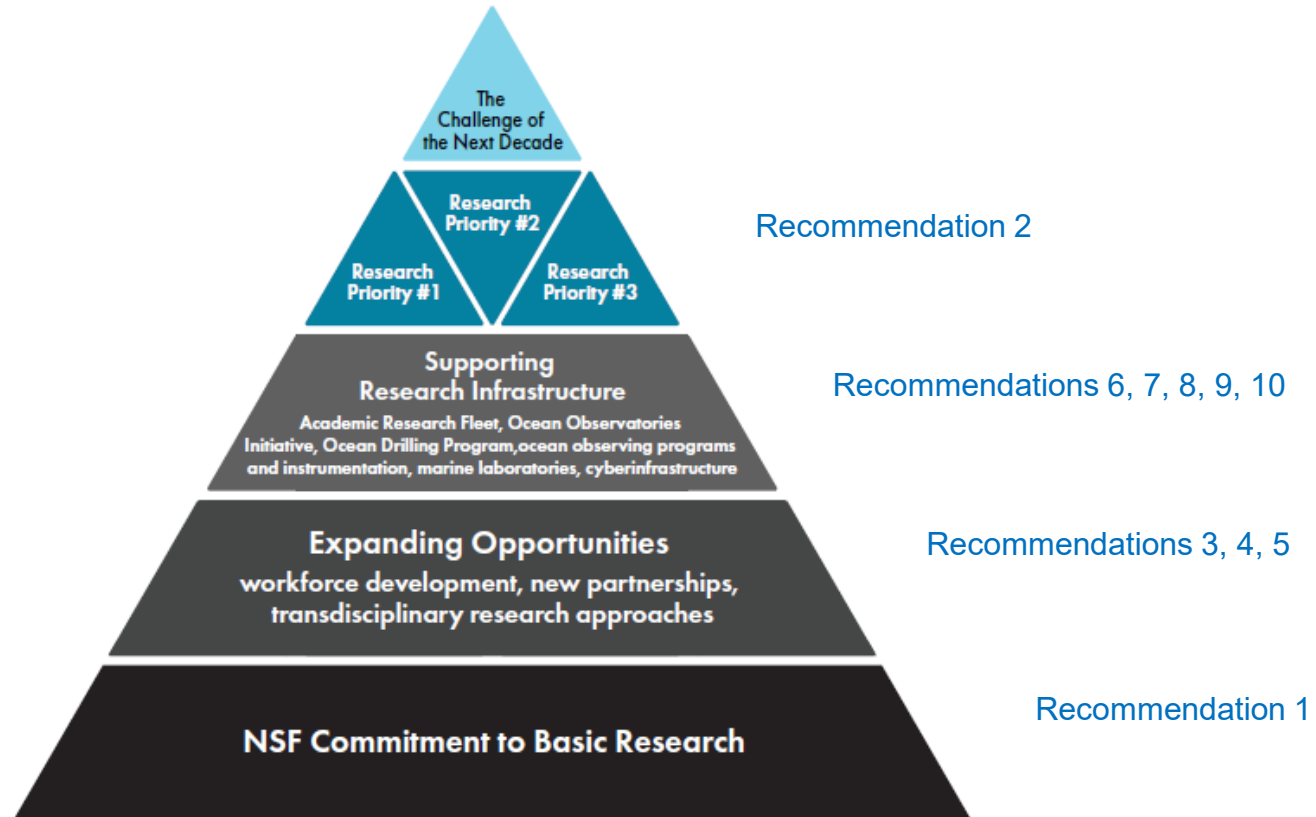 The
Challenge of
the Next Decade
Research
Priority #2
Research
Priority #1
Research
Priority #3
Recommendation 2
Supporting
Research Infrastructure
Academic Research Fleet, Ocean Observatories
Initiative, Ocean Drilling Program,ocean observing programs
and instrumentation, marine laboratories, cyberinfrastructure
Recommendations 6, 7, 8, 9, 10
Expanding Opportunities
workforce development, new partnerships,
transdisciplinary research approaches
Recommendations 3, 4, 5
NSF Commitment to Basic Research
Recommendation 1